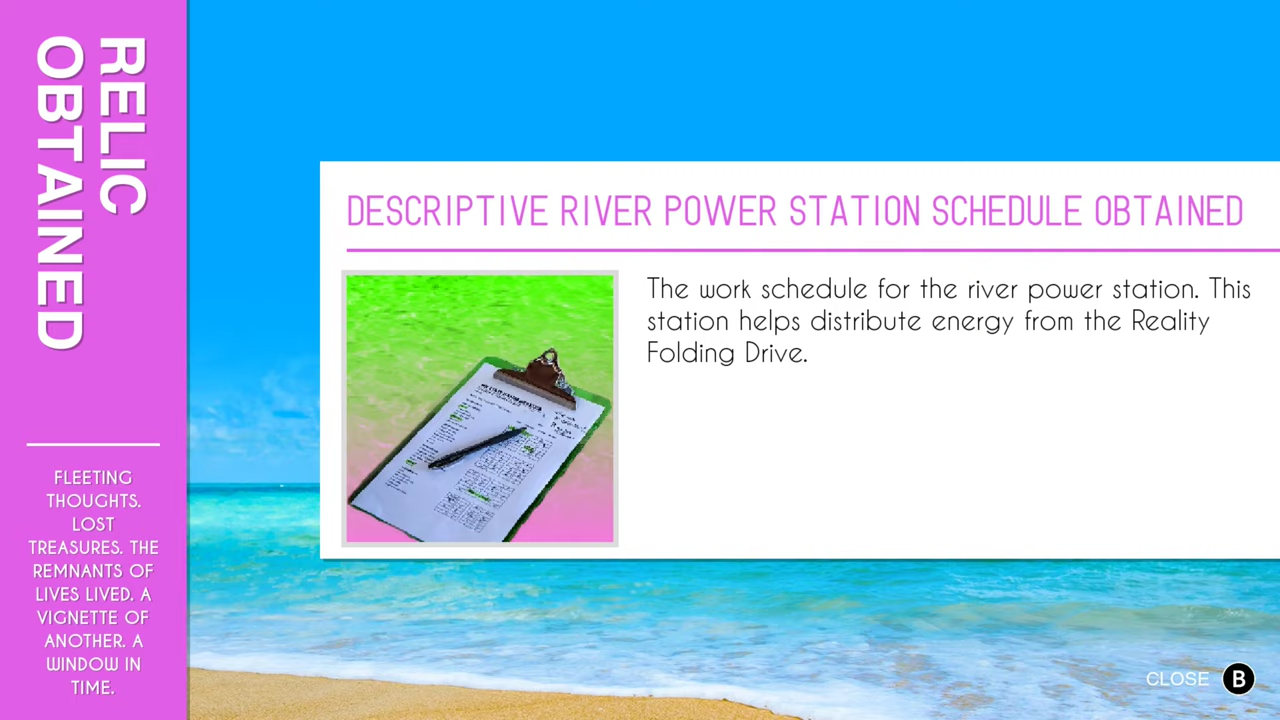 RELIC
OBTAINED
FLEETING
THOUGHTS.
LOST
TREASURES. THE
REMNANTS OF
LIVES LIVED. A
VIGNETTE OF
ANOTHER. A
WINDOW IN
TIME.
DESCRIPTIVE RIVER POWER STATION SCHEDULE OBTAINED
The work schedule for the river power station. This
station helps distribute energy from the Reality
Folding Drive.
CLOSE B